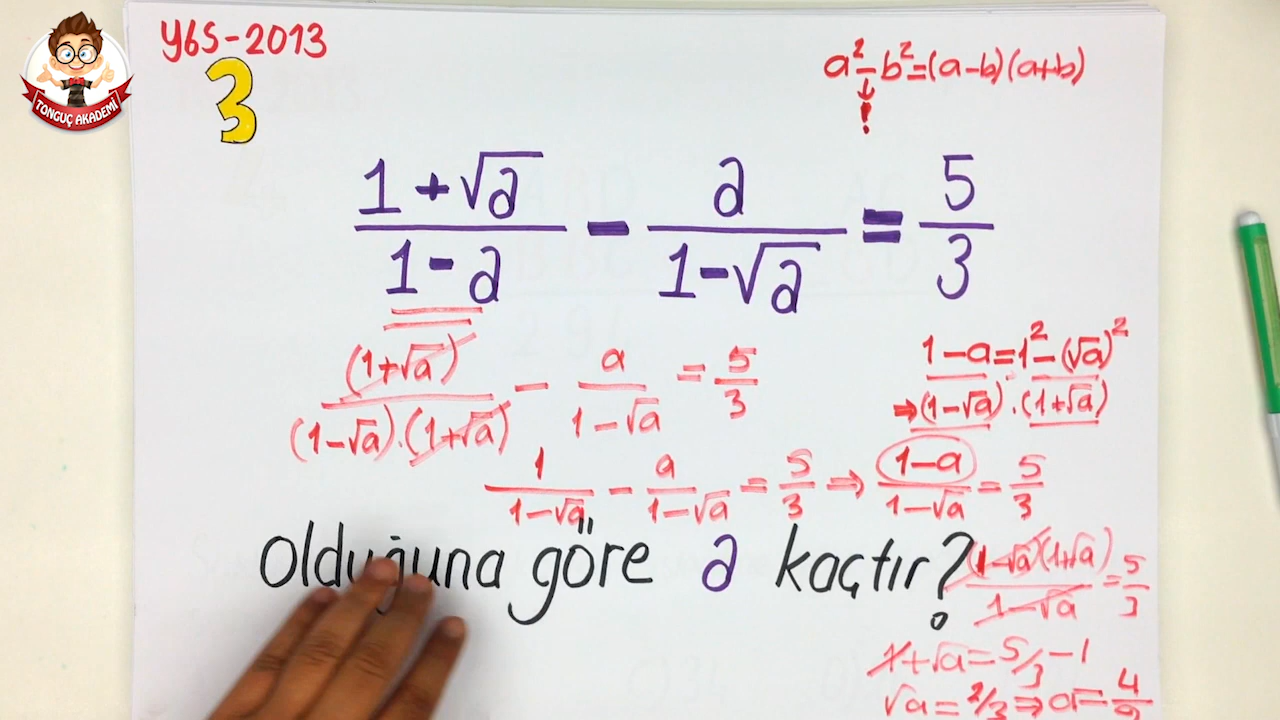 YGS-2013
TONGUÇ AKADEMİ
3
a² - b² = (a-b)(a+b)
!
(1+√a)/(1-a) - a/(1-√a) = 5/3
(1+√a)/((1-√a).(1+√a)) - a/(1-√a) = 5/3
1-a = 1² - (√a)²
⇒ (1-√a) . (1+√a)
1/(1-√a) - a/(1-√a) = 5/3 ⇒ (1-a)/(1-√a) = 5/3
olduğuna göre a kaçtır?
(1-√a)(1+√a)/(1-√a) = 5/3
1+√a = 5/3 - 1
√a = 2/3 ⇒ a = 4/9